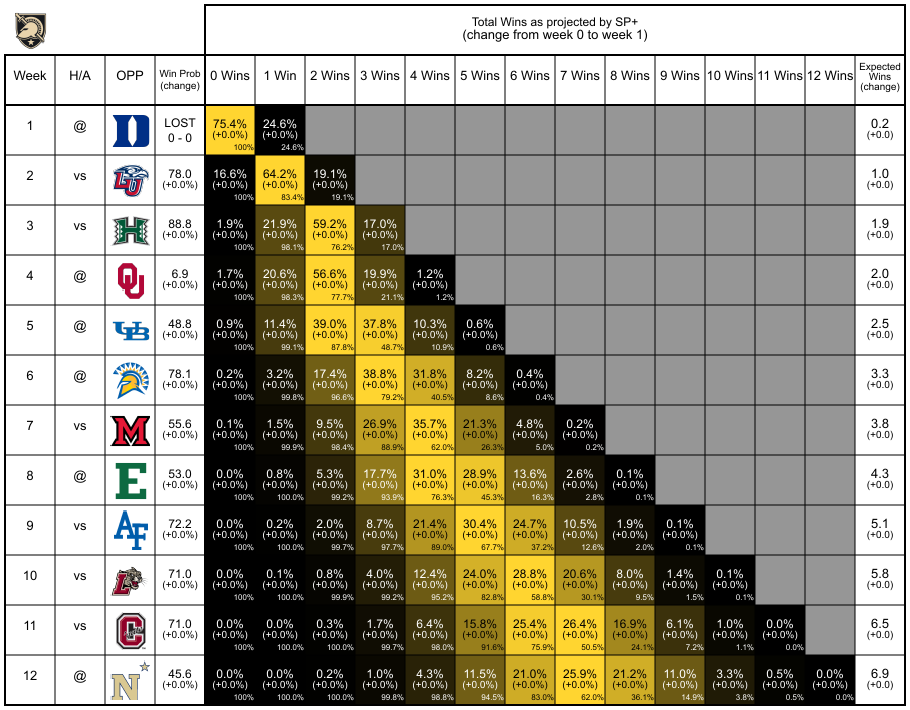 Total Wins as projected by SP+
(change from week 0 to week 1)
Week H/A OPP Win Prob (change) 0 Wins 1 Win 2 Wins 3 Wins 4 Wins 5 Wins 6 Wins 7 Wins 8 Wins 9 Wins 10 Wins 11 Wins 12 Wins Expected Wins (change)
1 @ D LOST 75.4% 24.6% 0.2
0 - 0 (+0.0%) (+0.0%) (+0.0)
100% 24.6%
2 vs LU 78.0 16.6% 64.2% 19.1% 1.0
(+0.0%) (+0.0%) (+0.0%) (+0.0%) (+0.0)
100% 83.4% 19.1%
3 vs H 88.8 1.9% 21.9% 59.2% 17.0% 1.9
(+0.0%) (+0.0%) (+0.0%) (+0.0%) (+0.0%) (+0.0)
100% 98.1% 76.2% 17.0%
4 @ OU 6.9 1.7% 20.6% 56.6% 19.9% 1.2% 2.0
(+0.0%) (+0.0%) (+0.0%) (+0.0%) (+0.0%) (+0.0%) (+0.0)
100% 98.3% 77.7% 21.1% 1.2%
5 @ UB 48.8 0.9% 11.4% 39.0% 37.8% 10.3% 0.6% 2.5
(+0.0%) (+0.0%) (+0.0%) (+0.0%) (+0.0%) (+0.0%) (+0.0%) (+0.0)
100% 99.1% 87.8% 48.7% 10.9% 0.6%
6 @ 78.1 0.2% 3.2% 17.4% 38.8% 31.8% 8.2% 0.4% 3.3
(+0.0%) (+0.0%) (+0.0%) (+0.0%) (+0.0%) (+0.0%) (+0.0%) (+0.0%) (+0.0)
100% 99.8% 96.6% 79.2% 40.5% 8.6% 0.4%
7 vs M 55.6 0.1% 1.5% 9.5% 26.9% 35.7% 21.3% 4.8% 0.2% 3.8
(+0.0%) (+0.0%) (+0.0%) (+0.0%) (+0.0%) (+0.0%) (+0.0%) (+0.0%) (+0.0%) (+0.0)
100% 99.9% 98.4% 88.9% 62.0% 26.3% 5.0% 0.2%
8 @ E 53.0 0.0% 0.8% 5.3% 17.7% 31.0% 28.9% 13.6% 2.6% 0.1% 4.3
(+0.0%) (+0.0%) (+0.0%) (+0.0%) (+0.0%) (+0.0%) (+0.0%) (+0.0%) (+0.0%) (+0.0%) (+0.0)
100% 100.0% 99.2% 93.9% 76.3% 45.3% 16.3% 2.8% 0.1%
9 vs AF 72.2 0.0% 0.2% 2.0% 8.7% 21.4% 30.4% 24.7% 10.5% 1.9% 0.1% 5.1
(+0.0%) (+0.0%) (+0.0%) (+0.0%) (+0.0%) (+0.0%) (+0.0%) (+0.0%) (+0.0%) (+0.0%) (+0.0%) (+0.0)
100% 100.0% 99.7% 97.7% 89.0% 67.7% 37.2% 12.6% 2.0% 0.1%
10 vs L 71.0 0.0% 0.1% 0.8% 4.0% 12.4% 24.0% 28.8% 20.6% 8.0% 1.4% 0.1% 5.8
(+0.0%) (+0.0%) (+0.0%) (+0.0%) (+0.0%) (+0.0%) (+0.0%) (+0.0%) (+0.0%) (+0.0%) (+0.0%) (+0.0%) (+0.0)
100% 100.0% 99.9% 99.2% 95.2% 82.8% 58.8% 30.1% 9.5% 1.5% 0.1%
11 vs C 71.0 0.0% 0.0% 0.3% 1.7% 6.4% 15.8% 25.4% 26.4% 16.9% 6.1% 1.0% 0.0% 6.5
(+0.0%) (+0.0%) (+0.0%) (+0.0%) (+0.0%) (+0.0%) (+0.0%) (+0.0%) (+0.0%) (+0.0%) (+0.0%) (+0.0%) (+0.0%) (+0.0)
100% 100.0% 100.0% 99.7% 98.0% 91.6% 75.9% 50.5% 24.1% 7.2% 1.1% 0.0%
12 @ N 45.6 0.0% 0.0% 0.2% 1.0% 4.3% 11.5% 21.0% 25.9% 21.2% 11.0% 3.3% 0.5% 0.0% 6.9
(+0.0%) (+0.0%) (+0.0%) (+0.0%) (+0.0%) (+0.0%) (+0.0%) (+0.0%) (+0.0%) (+0.0%) (+0.0%) (+0.0%) (+0.0%) (+0.0%) (+0.0)
100% 100.0% 100.0% 99.8% 98.8% 94.5% 83.0% 62.0% 36.1% 14.9% 3.8% 0.5% 0.0%